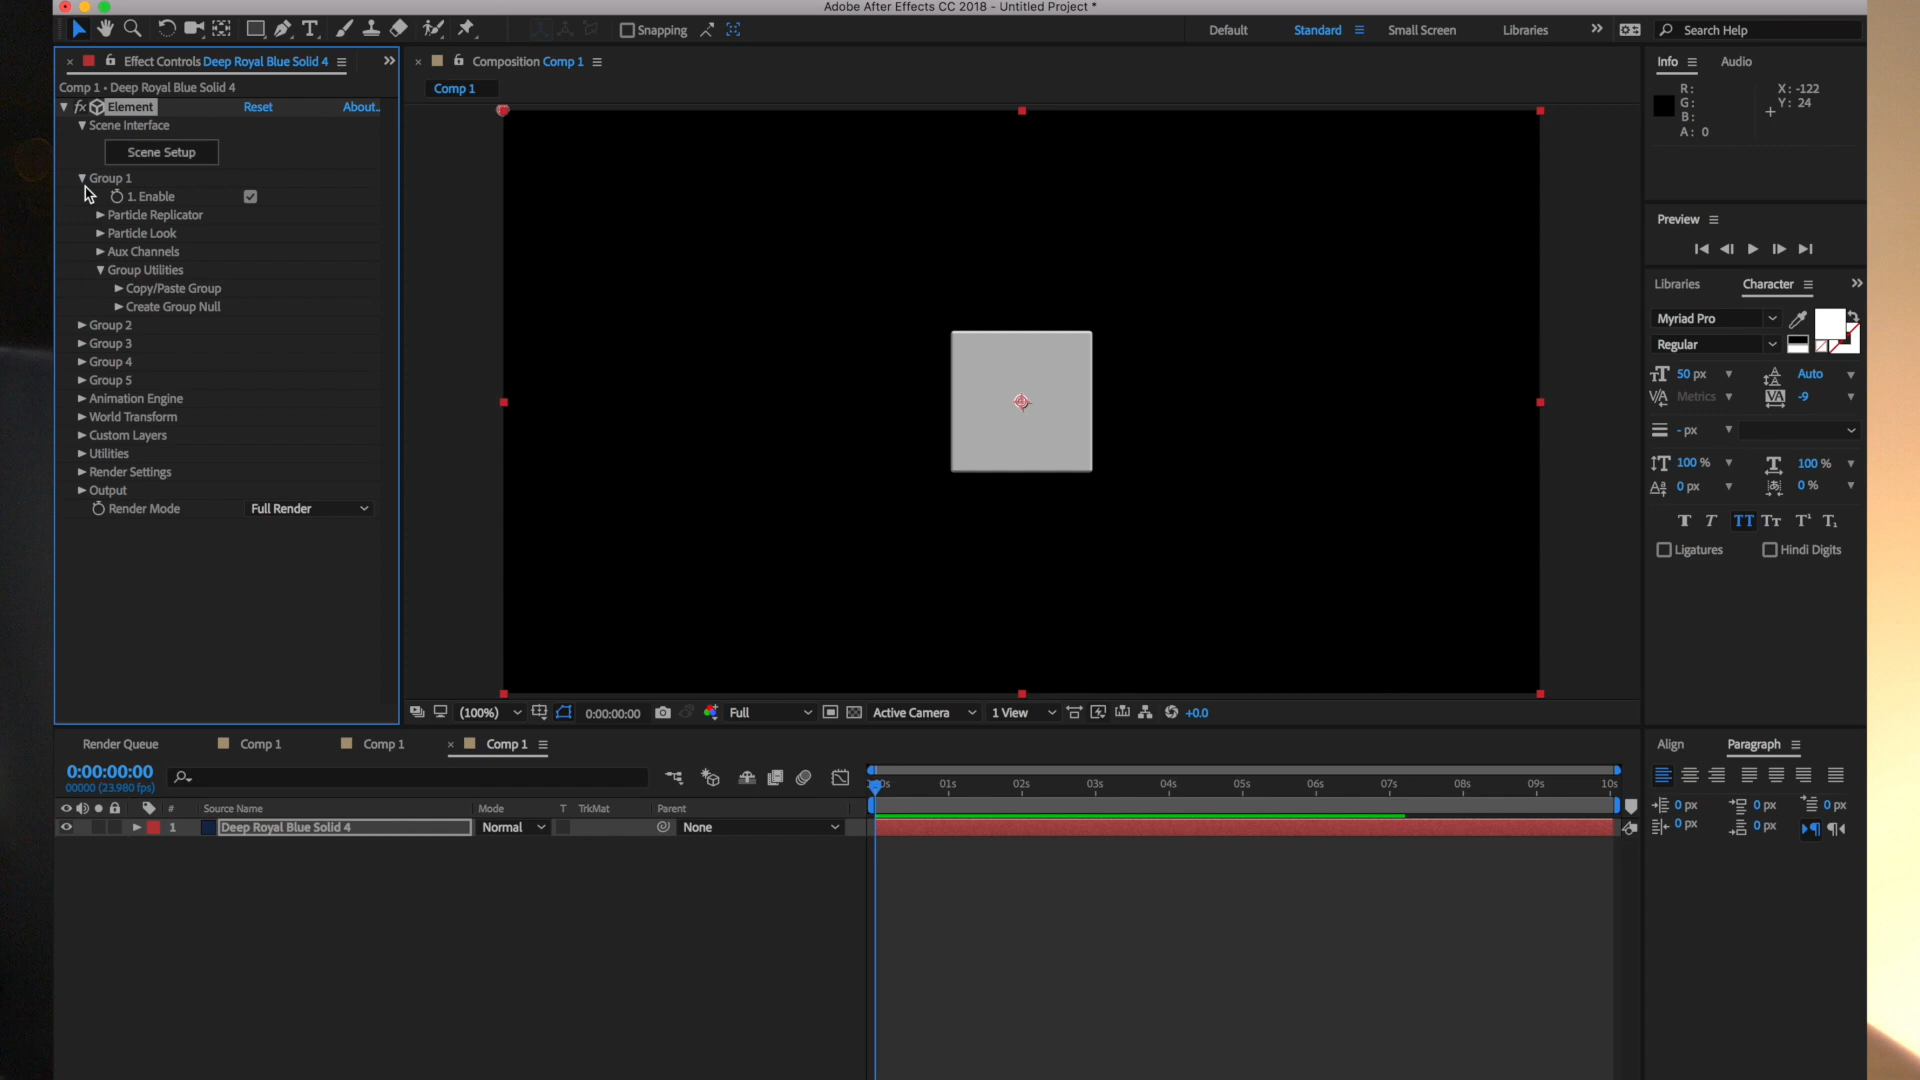 Adobe After Effects CC 2018 - Untitled Project *
Snapping
Default
Standard
Small Screen
Libraries
Search Help
Effect Controls Deep Royal Blue Solid 4
Comp 1 • Deep Royal Blue Solid 4
fx Element
Reset
About..
Scene Interface
Scene Setup
Group 1
1. Enable
Particle Replicator
Particle Look
Aux Channels
Group Utilities
Copy/Paste Group
Create Group Null
Group 2
Group 3
Group 4
Group 5
Animation Engine
World Transform
Custom Layers
Utilities
Render Settings
Output
Render Mode
Full Render
Composition Comp 1
Comp 1
(100%)
0:00:00:00
Full
Active Camera
1 View
+0.0
Info
Audio
R:
G:
B:
A: 0
X: -122
Y: 24
Preview
Libraries
Character
Myriad Pro
Regular
50 px
Auto
Metrics
-9
- px
100 %
100 %
0 px
0 %
T T TT TT T¹ T₁
Ligatures
Hindi Digits
Render Queue
Comp 1
Comp 1
Comp 1
0:00:00:00
00000 (23.980 fps)
#
Source Name
Mode
T
TrkMat
Parent
1
Deep Royal Blue Solid 4
Normal
None
01s
02s
03s
04s
05s
06s
07s
08s
09s
10s
Align
Paragraph
0 px
0 px
0 px
0 px
0 px